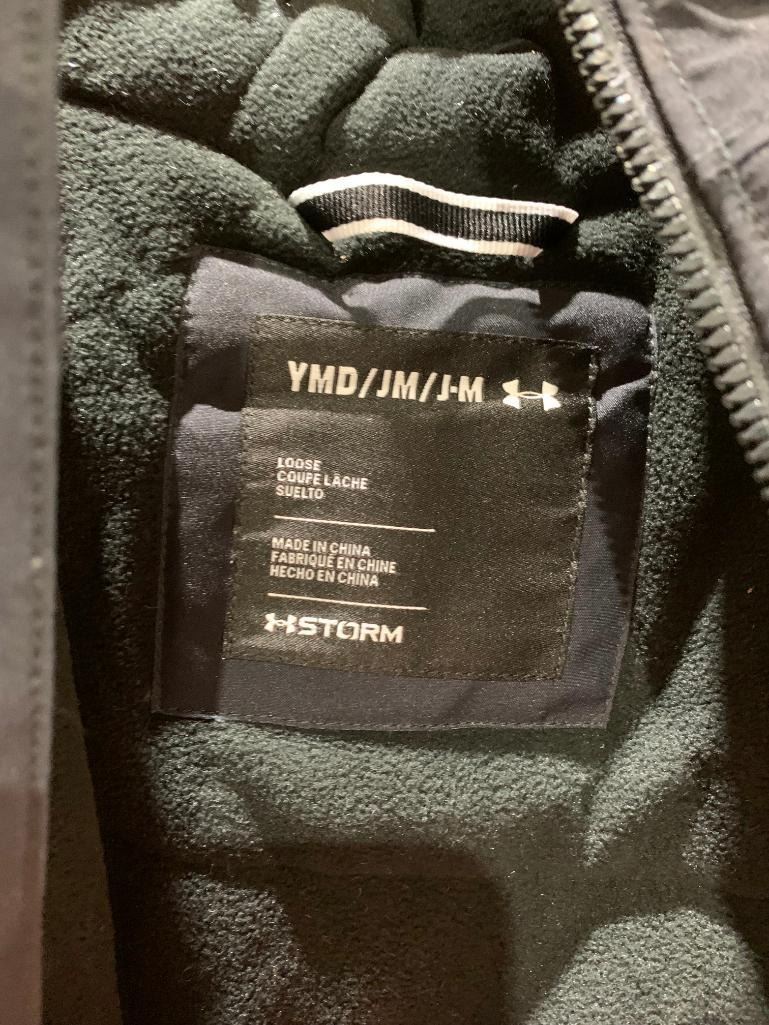 YMD/JM/J-M
LOOSE
COUPE LÂCHE
SUELTO
MADE IN CHINA
FABRIQUÉ EN CHINE
HECHO EN CHINA
STORM